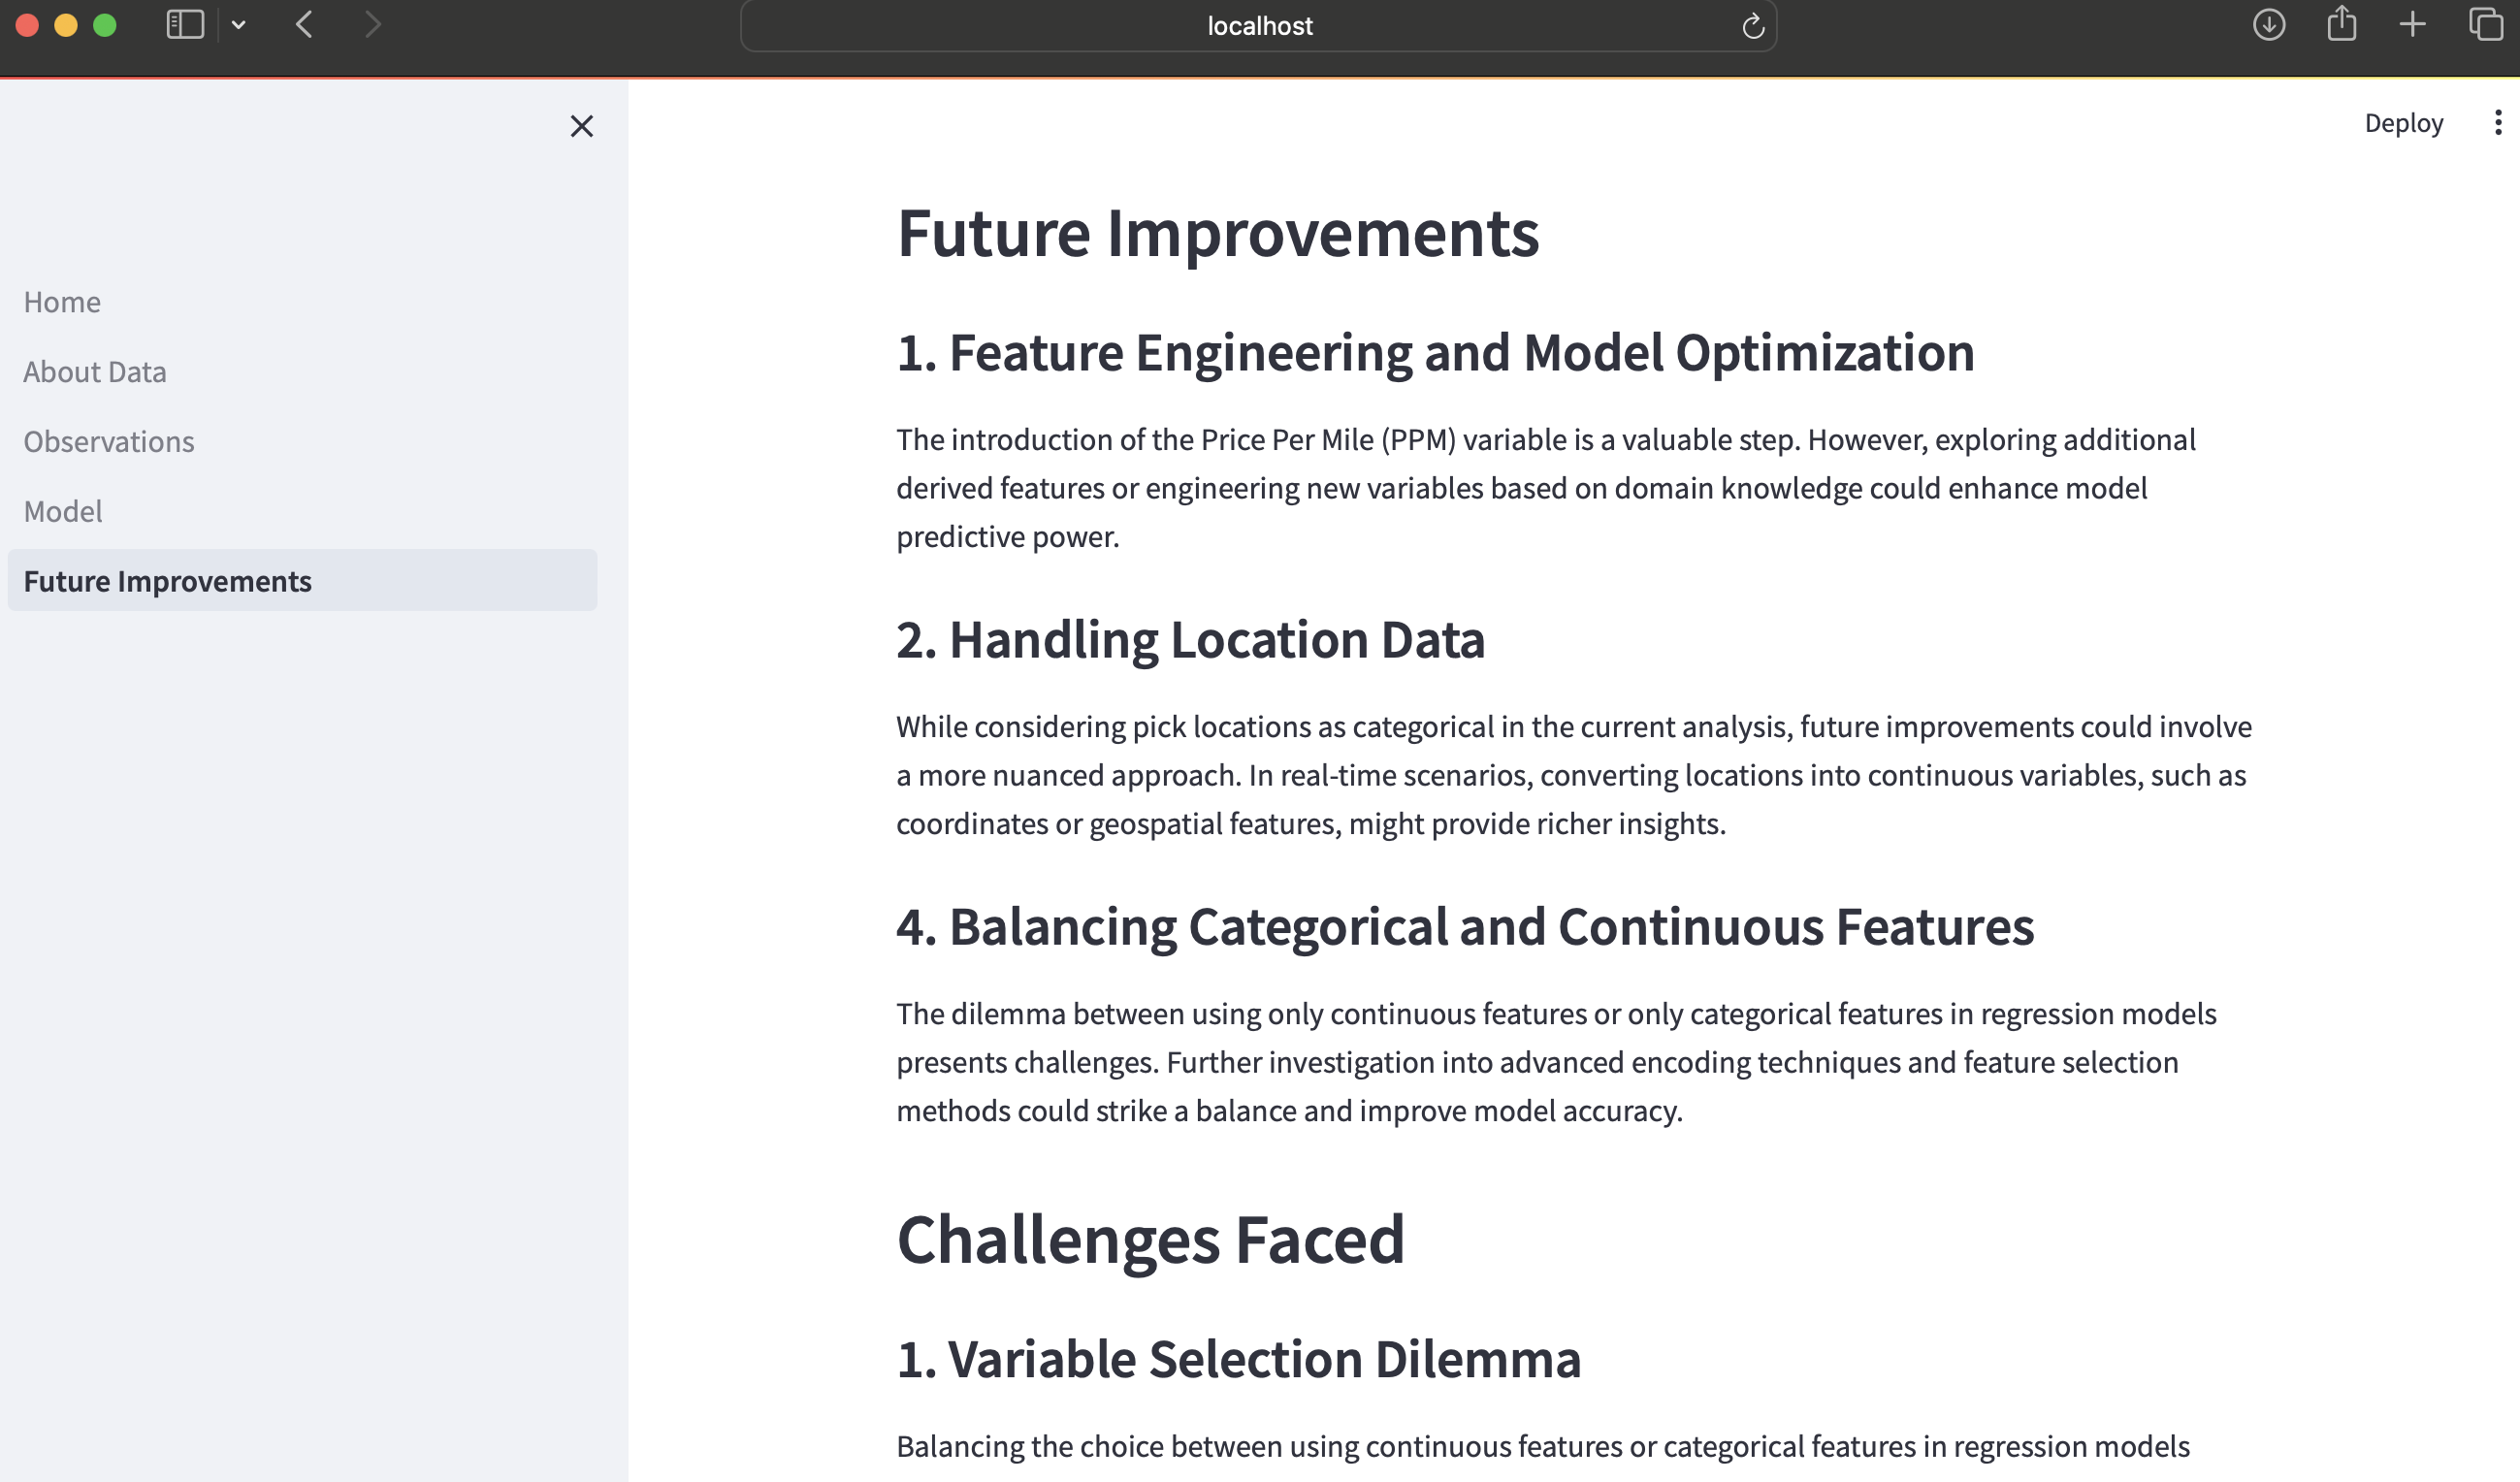 localhost
Deploy
Home
About Data
Observations
Model
Future Improvements
Future Improvements
1. Feature Engineering and Model Optimization
The introduction of the Price Per Mile (PPM) variable is a valuable step. However, exploring additional
derived features or engineering new variables based on domain knowledge could enhance model
predictive power.
2. Handling Location Data
While considering pick locations as categorical in the current analysis, future improvements could involve
a more nuanced approach. In real-time scenarios, converting locations into continuous variables, such as
coordinates or geospatial features, might provide richer insights.
4. Balancing Categorical and Continuous Features
The dilemma between using only continuous features or only categorical features in regression models
presents challenges. Further investigation into advanced encoding techniques and feature selection
methods could strike a balance and improve model accuracy.
Challenges Faced
1. Variable Selection Dilemma
Balancing the choice between using continuous features or categorical features in regression models